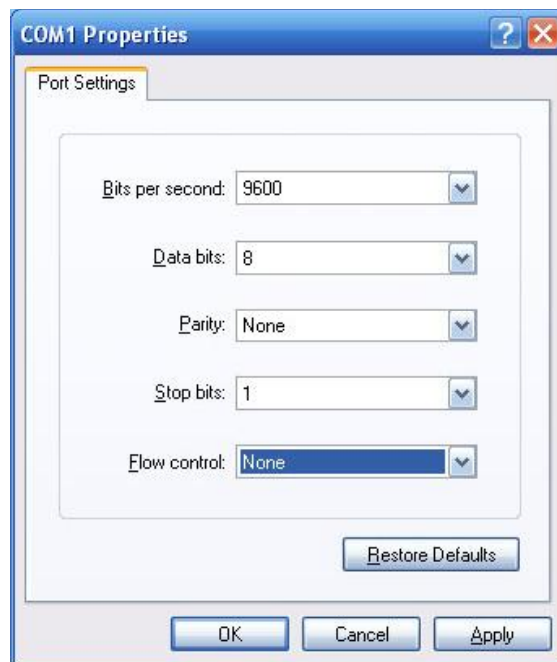 COM1 Properties
Port Settings
Bits per second: 9600
Data bits: 8
Parity: None
Stop bits: 1
Flow control: None
Restore Defaults
OK Cancel Apply